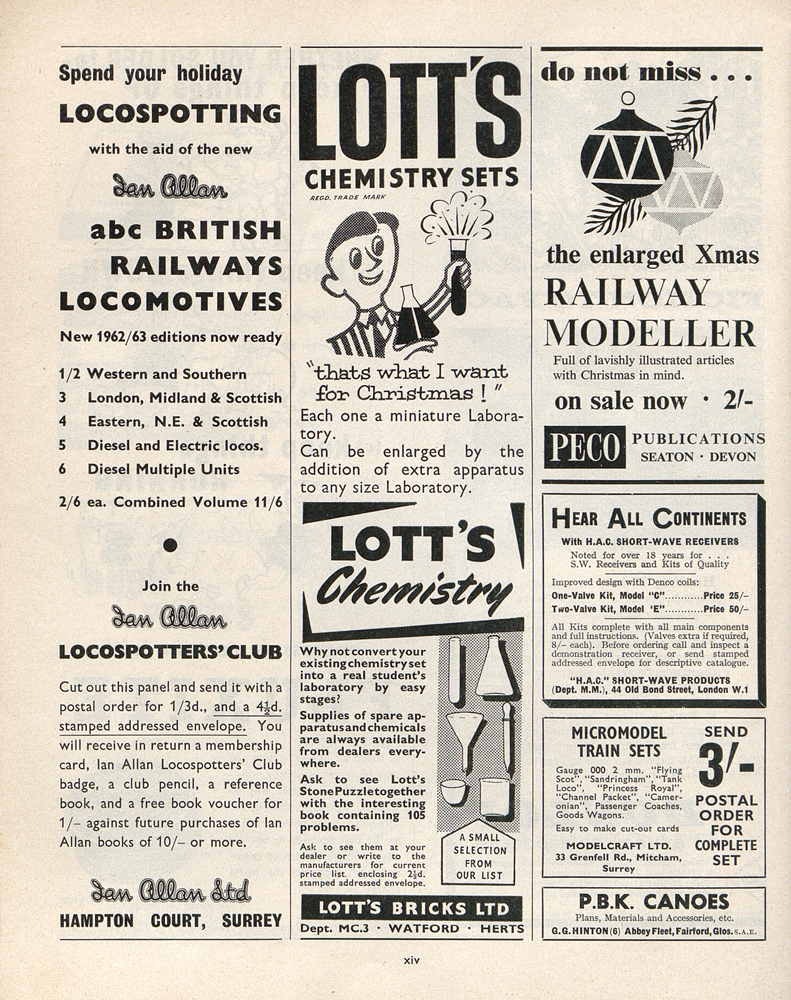 Spend your holiday
LOCOSPOTTING
with the aid of the new
Ian Allan
abc BRITISH
RAILWAYS
LOCOMOTIVES
New 1962/63 editions now ready
1/2 Western and Southern
3 London, Midland & Scottish
4 Eastern, N.E. & Scottish
5 Diesel and Electric locos.
6 Diesel Multiple Units
2/6 ea. Combined Volume 11/6
Join the
Ian Allan
LOCOSPOTTERS' CLUB
Cut out this panel and send it with a
postal order for 1/3d., and a 4½d.
stamped addressed envelope. You
will receive in return a membership
card, Ian Allan Locospotters' Club
badge, a club pencil, a reference
book, and a free book voucher for
1/– against future purchases of Ian
Allan books of 10/– or more.
Ian Allan Ltd
HAMPTON COURT, SURREY
LOTT'S
CHEMISTRY SETS
REGD. TRADE MARK
"thats what I want
for Christmas ! "
Each one a miniature Labora-
tory.
Can be enlarged by the
addition of extra apparatus
to any size Laboratory.
LOTT'S
Chemistry
Why not convert your
existing chemistry set
into a real student's
laboratory by easy
stages?
Supplies of spare ap-
paratus and chemicals
are always available
from dealers every-
where.
Ask to see Lott's
Stone Puzzle together
with the interesting
book containing 105
problems.
Ask to see them at your
dealer or write to the
manufacturers for current
price list. enclosing 2½d.
stamped addressed envelope.
A SMALL
SELECTION
FROM
OUR LIST
LOTT'S BRICKS LTD
Dept. MC.3 · WATFORD · HERTS
do not miss . . .
the enlarged Xmas
RAILWAY
MODELLER
Full of lavishly illustrated articles
with Christmas in mind.
on sale now · 2/-
PECO PUBLICATIONS
SEATON · DEVON
HEAR ALL CONTINENTS
With H.A.C. SHORT-WAVE RECEIVERS
Noted for over 18 years for . . .
S.W. Receivers and Kits of Quality
Improved design with Denco coils:
One-Valve Kit, Model "C"...........Price 25/–
Two-Valve Kit, Model "E"...........Price 50/–
All Kits complete with all main components
and full instructions. (Valves extra if required,
8/– each). Before ordering call and inspect a
demonstration receiver, or send stamped
addressed envelope for descriptive catalogue.
"H.A.C." SHORT-WAVE PRODUCTS
(Dept. M.M.), 44 Old Bond Street, London W.1
MICROMODEL
TRAIN SETS
Gauge 000 2 mm. "Flying
Scot", "Sandringham", "Tank
Loco", "Princess Royal",
"Channel Packet", "Camer-
onian", Passenger Coaches,
Goods Wagons.
Easy to make cut-out cards
MODELCRAFT LTD.
33 Grenfell Rd., Mitcham,
Surrey
SEND
3/-
POSTAL
ORDER
FOR
COMPLETE
SET
P.B.K. CANOES
Plans, Materials and Accessories, etc.
G.G. HINTON (6) Abbey Fleet, Fairford, Glos. S.A.E.
xiv